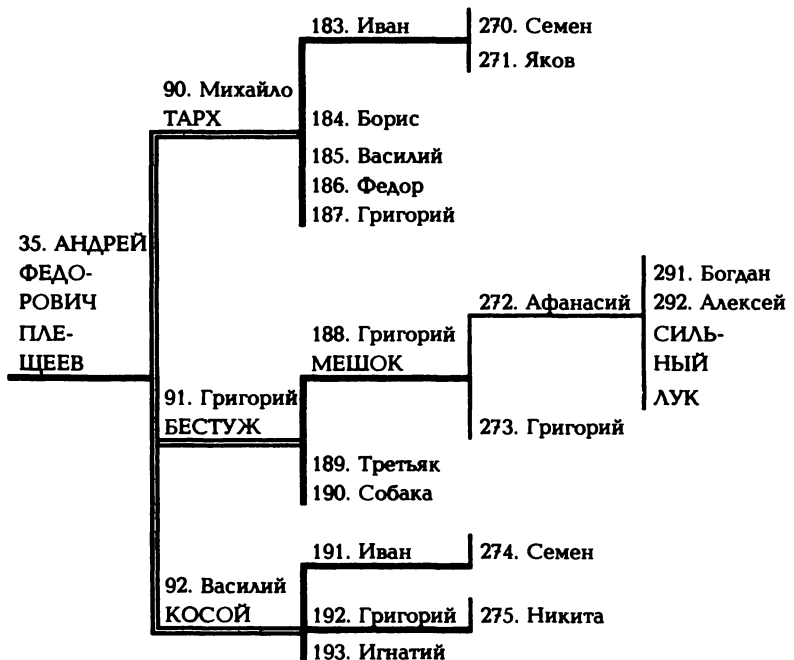 183. Иван
270. Семен
271. Яков
90. Михайло
ТАРХ
184. Борис
185. Василий
186. Федор
187. Григорий
35. АНДРЕЙ
ФЕДО-
РОВИЧ
ПЛЕ-
ЩЕЕВ
291. Богдан
292. Алексей
СИЛЬ-
НЫЙ
ЛУК
272. Афанасий
188. Григорий
МЕШОК
91. Григорий
БЕСТУЖ
273. Григорий
189. Третьяк
190. Собака
191. Иван
274. Семен
92. Василий
КОСОЙ
192. Григорий
275. Никита
193. Игнатий